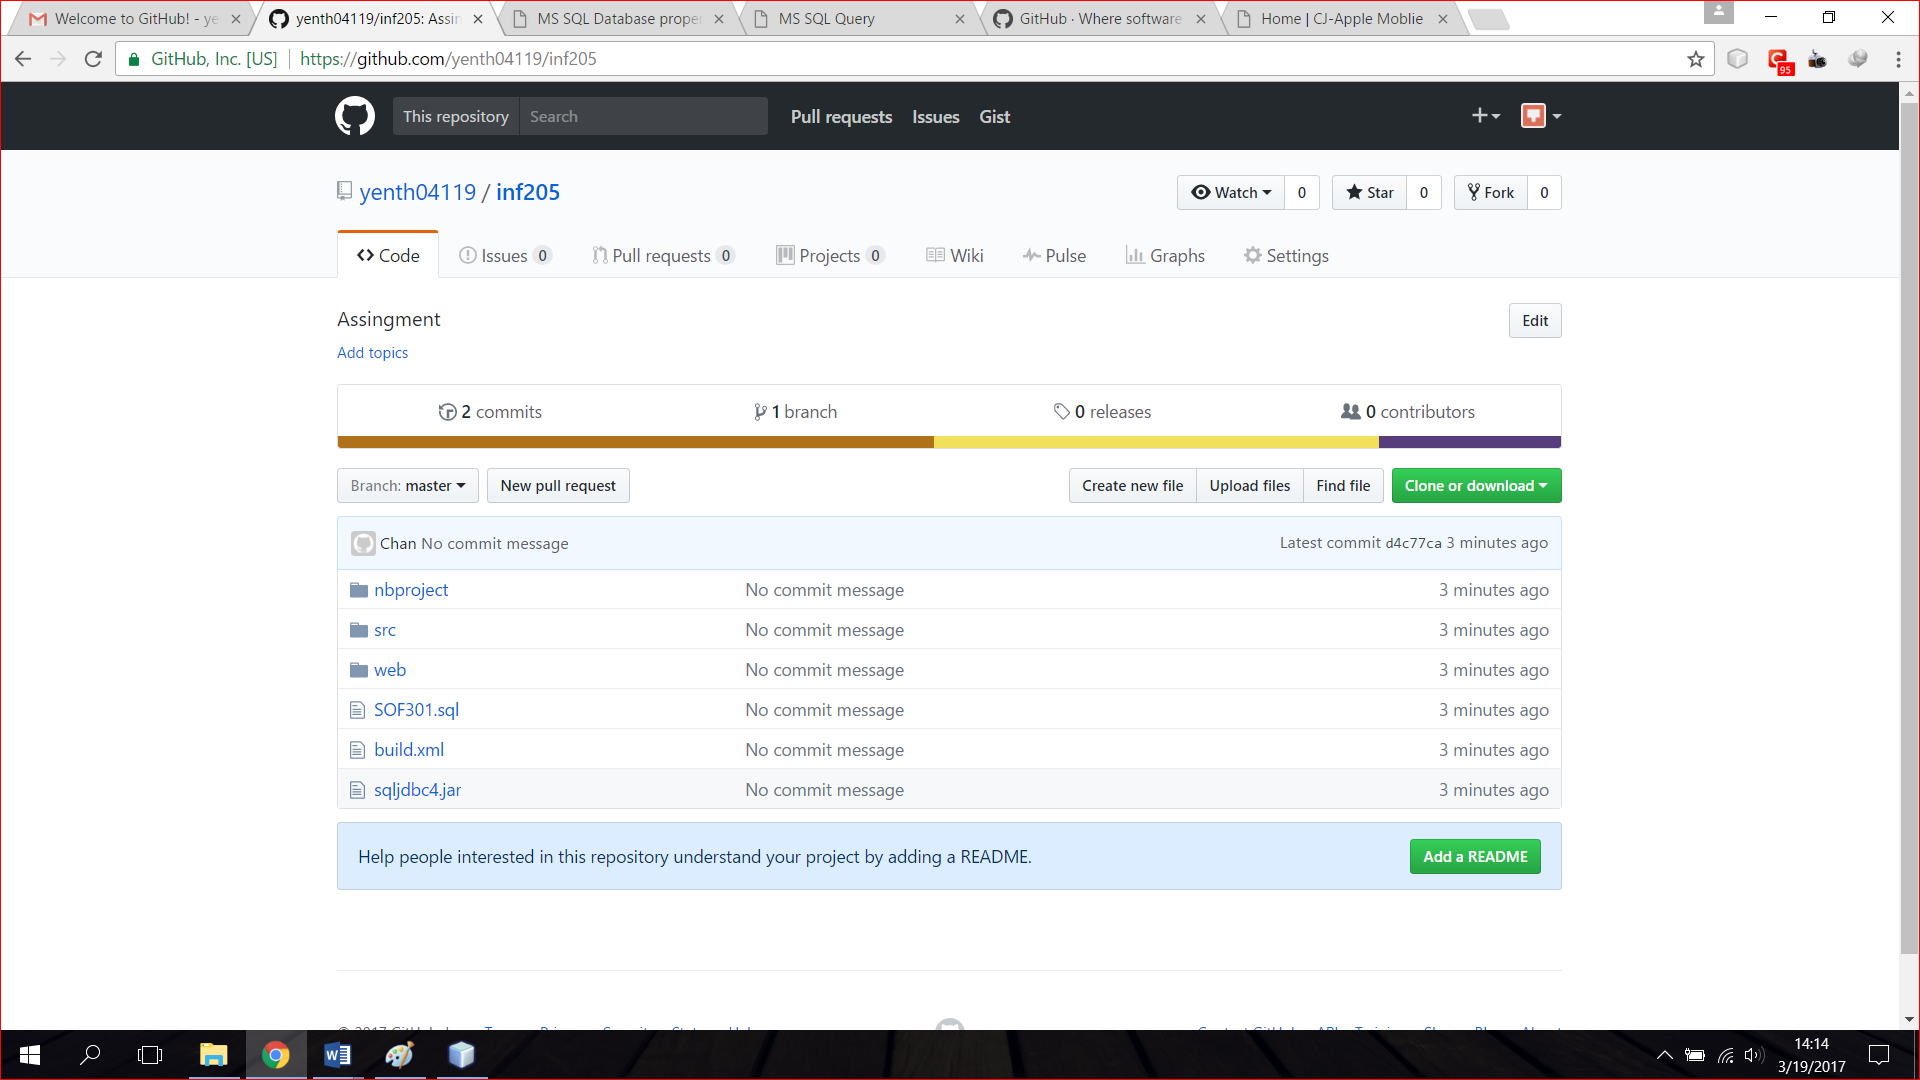 Welcome to GitHub! - ye
yenth04119/inf205: Assin
MS SQL Database proper
MS SQL Query
GitHub · Where software
Home | CJ-Apple Moblie
GitHub, Inc. [US]
https://github.com/yenth04119/inf205
95
This repository
Search
Pull requests
Issues
Gist
yenth04119 / inf205
Watch 0
Star 0
Fork 0
Code
Issues 0
Pull requests 0
Projects 0
Wiki
Pulse
Graphs
Settings
Assingment
Edit
Add topics
2 commits
1 branch
0 releases
0 contributors
Branch: master
New pull request
Create new file
Upload files
Find file
Clone or download
Chan No commit message
Latest commit d4c77ca 3 minutes ago
nbproject No commit message 3 minutes ago
src No commit message 3 minutes ago
web No commit message 3 minutes ago
SOF301.sql No commit message 3 minutes ago
build.xml No commit message 3 minutes ago
sqljdbc4.jar No commit message 3 minutes ago
Help people interested in this repository understand your project by adding a README.
Add a README
14:14
3/19/2017